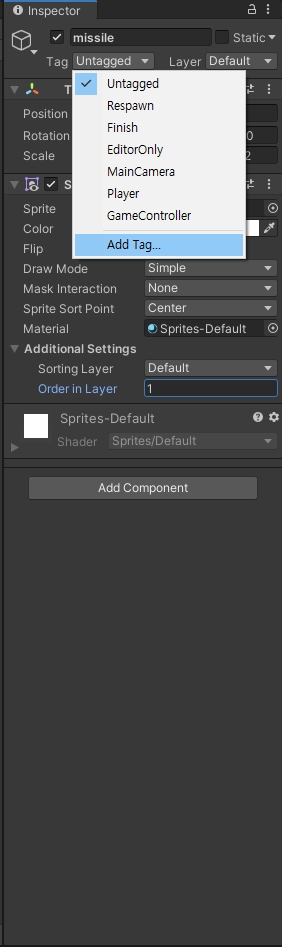 Inspector
missile
Static
Tag Untagged Layer Default
Untagged
Respawn
Finish
EditorOnly
MainCamera
Player
GameController
Add Tag...
T
Position
Rotation 0
Scale 2
S
Sprite
Color
Flip
Draw Mode Simple
Mask Interaction None
Sprite Sort Point Center
Material Sprites-Default
Additional Settings
Sorting Layer Default
Order in Layer 1
Sprites-Default
Shader Sprites/Default
Add Component